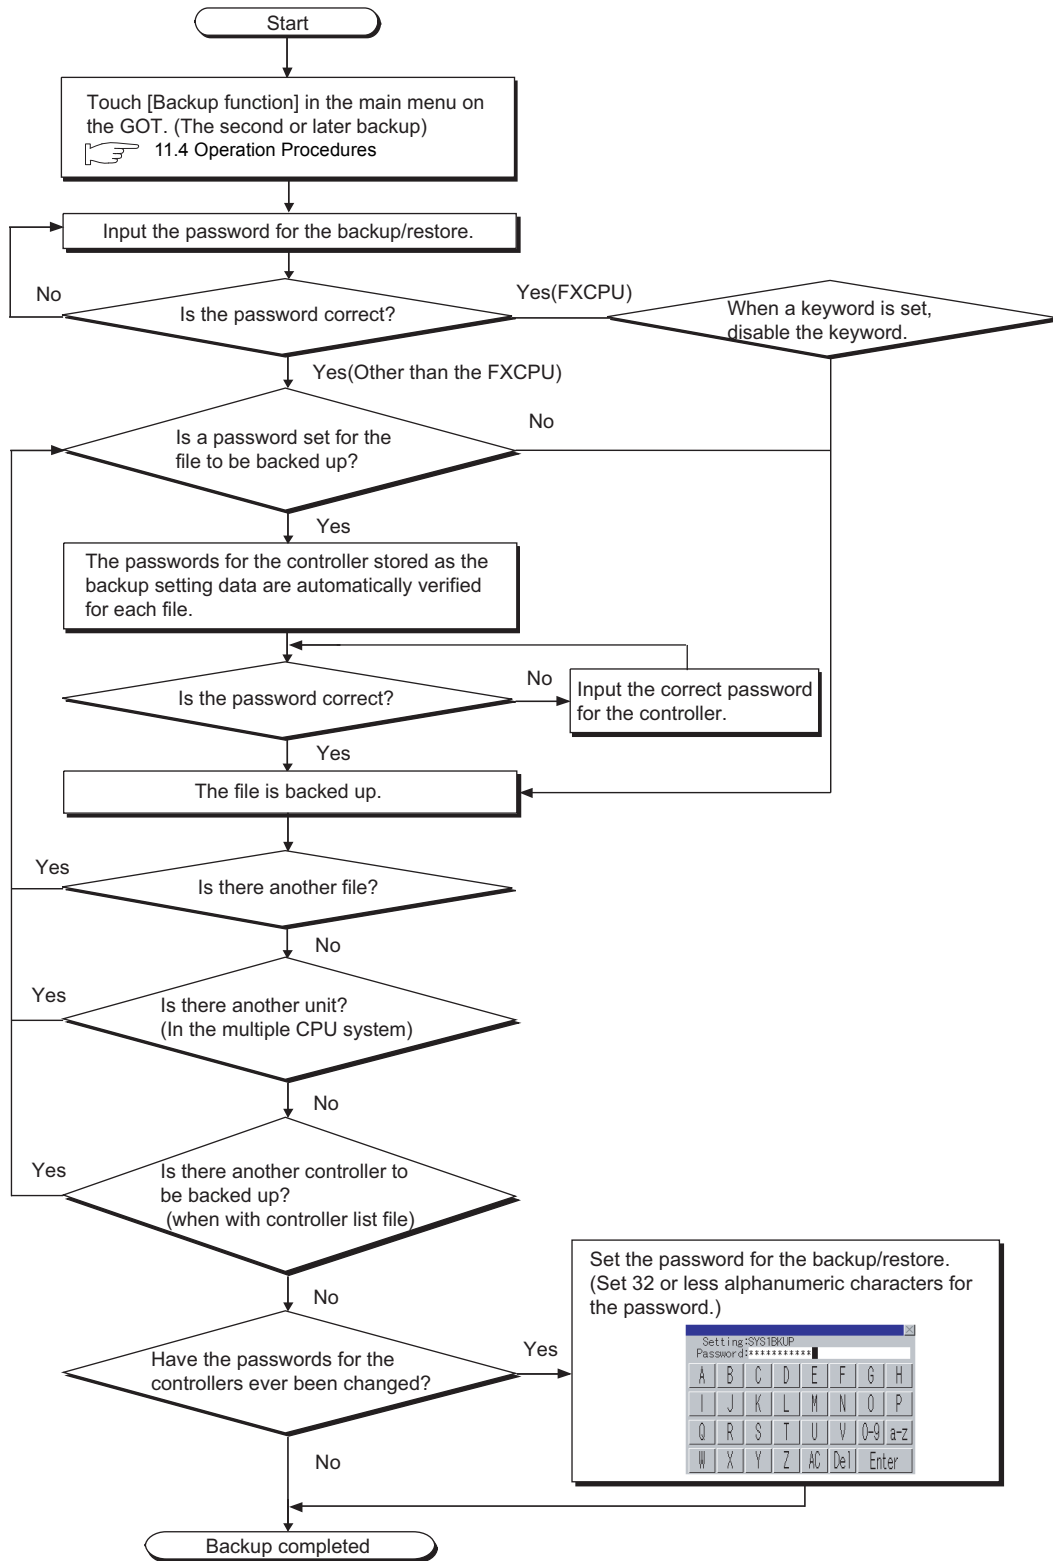 Start
Touch [Backup function] in the main menu on
the GOT. (The second or later backup)
11.4 Operation Procedures
Input the password for the backup/restore.
No
Is the password correct?
Yes(FXCPU)
When a keyword is set,
disable the keyword.
Yes(Other than the FXCPU)
Is a password set for the
file to be backed up?
No
Yes
The passwords for the controller stored as the
backup setting data are automatically verified
for each file.
Is the password correct?
No
Input the correct password
for the controller.
Yes
The file is backed up.
Yes
Is there another file?
No
Yes
Is there another unit?
(In the multiple CPU system)
No
Yes
Is there another controller to
be backed up?
(when with controller list file)
No
Set the password for the backup/restore.
(Set 32 or less alphanumeric characters for
the password.)
Setting:SYS1BKUP
Password:***********
A B C D E F G H
I J K L M N O P
Q R S T U V 0-9 a-z
W X Y Z AC Del Enter
Have the passwords for the
controllers ever been changed?
Yes
No
Backup completed